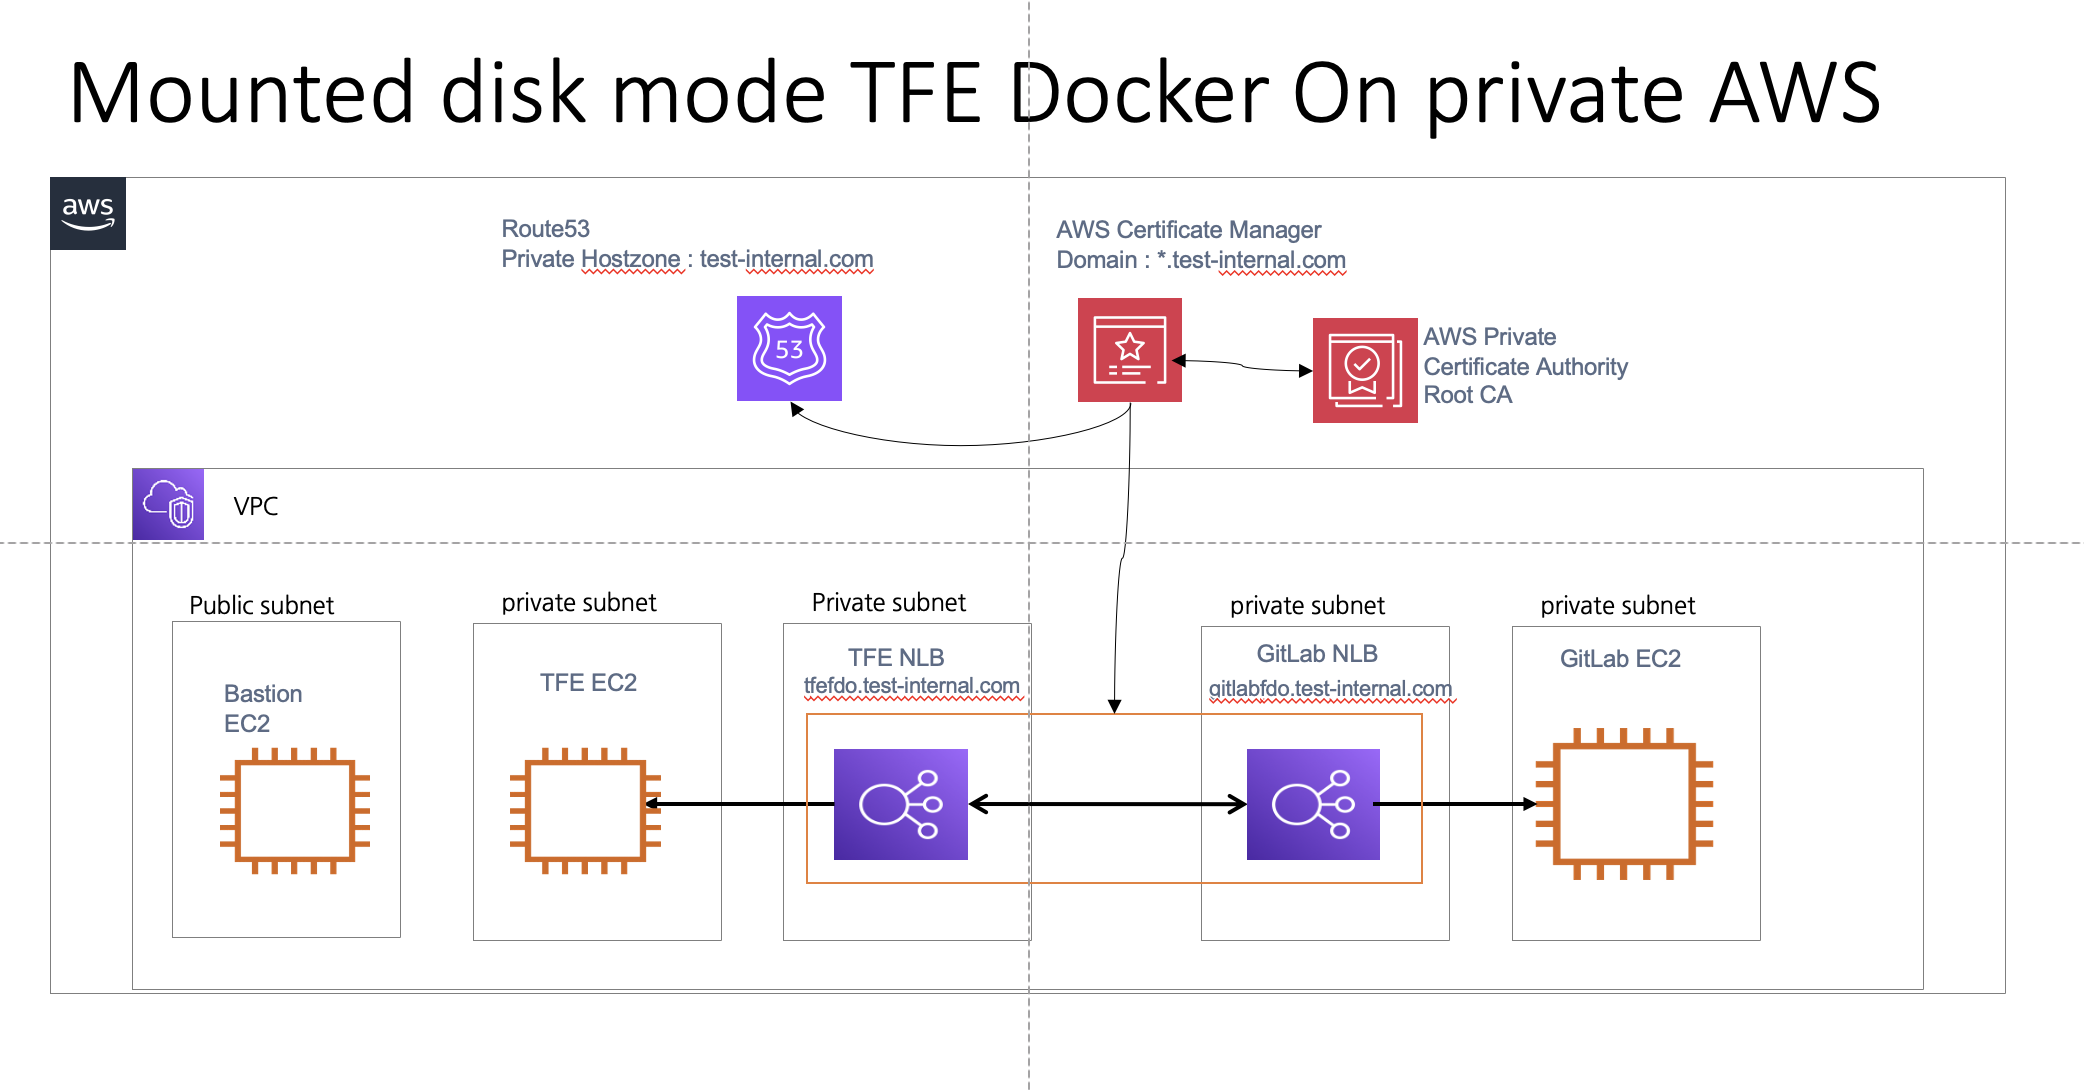 Mounted disk mode TFE Docker On private AWS
aws
Route53
Private Hostzone : test-internal.com
AWS Certificate Manager
Domain : *.test-internal.com
53
AWS Private
Certificate Authority
Root CA
VPC
Public subnet
private subnet
Private subnet
private subnet
private subnet
Bastion
EC2
TFE EC2
TFE NLB
tfefdo.test-internal.com
GitLab NLB
gitlabfdo.test-internal.com
GitLab EC2